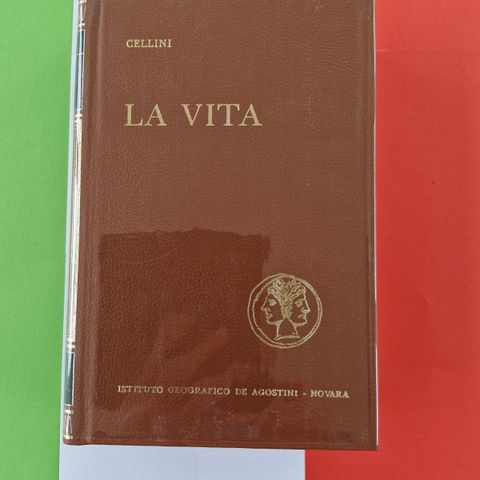 CELLINI
LA VITA
ISTITUTO GEOGRAFICO DE AGOSTINI - NOVARA